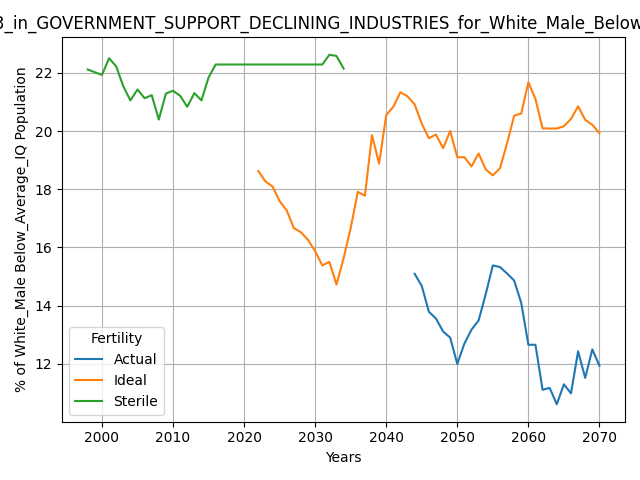 3_in_GOVERNMENT_SUPPORT_DECLINING_INDUSTRIES_for_White_Male_Below
% of White_Male Below_Average_IQ Population
22
20
18
16
14
12
Fertility
Actual
Ideal
Sterile
2000 2010 2020 2030 2040 2050 2060 2070
Years